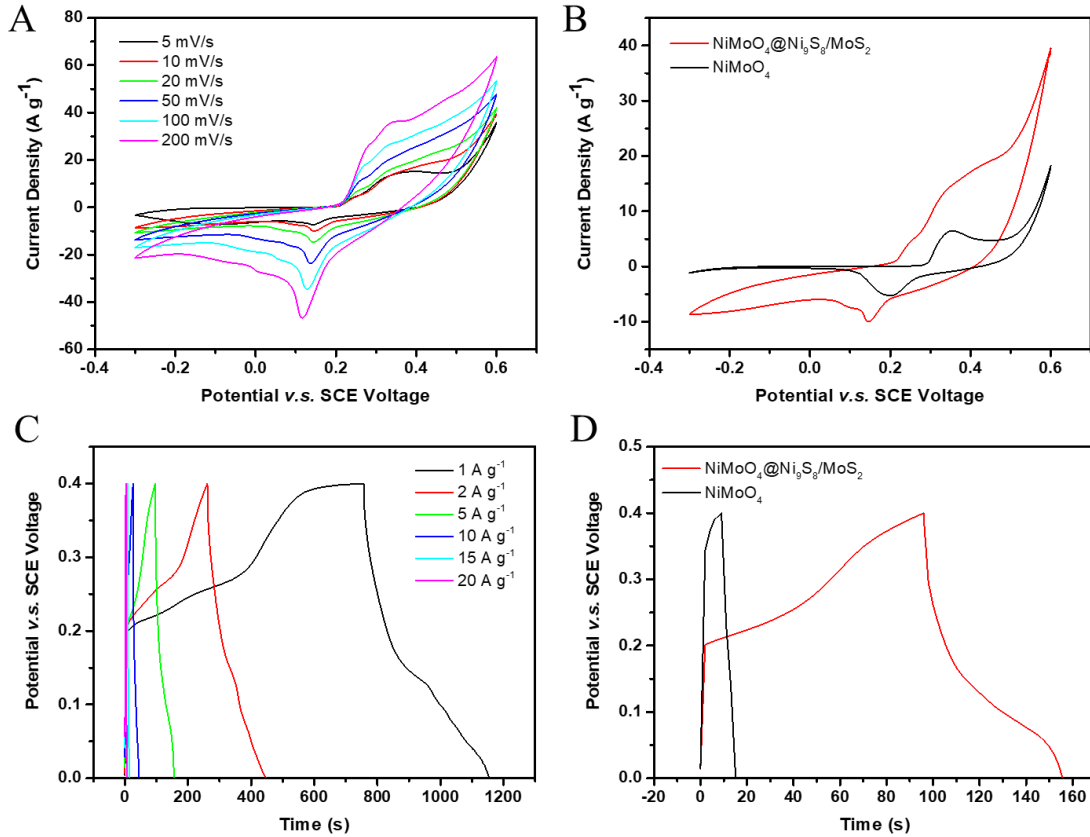 A
80
60
40
20
0
-20
-40
-60
Current Density (A g⁻¹)
5 mV/s
10 mV/s
20 mV/s
50 mV/s
100 mV/s
200 mV/s
-0.4 -0.2 0.0 0.2 0.4 0.6
Potential v.s. SCE Voltage
B
40
30
20
10
0
-10
Current Density (A g⁻¹)
NiMoO₄@Ni₉S₈/MoS₂
NiMoO₄
-0.4 -0.2 0.0 0.2 0.4 0.6
Potential v.s. SCE Voltage
C
0.4
0.3
0.2
0.1
0.0
Potential v.s. SCE Voltage
1 A g⁻¹
2 A g⁻¹
5 A g⁻¹
10 A g⁻¹
15 A g⁻¹
20 A g⁻¹
0 200 400 600 800 1000 1200
Time (s)
D
0.5
0.4
0.3
0.2
0.1
0.0
Potential v.s. SCE Voltage
NiMoO₄@Ni₉S₈/MoS₂
NiMoO₄
-20 0 20 40 60 80 100 120 140 160
Time (s)